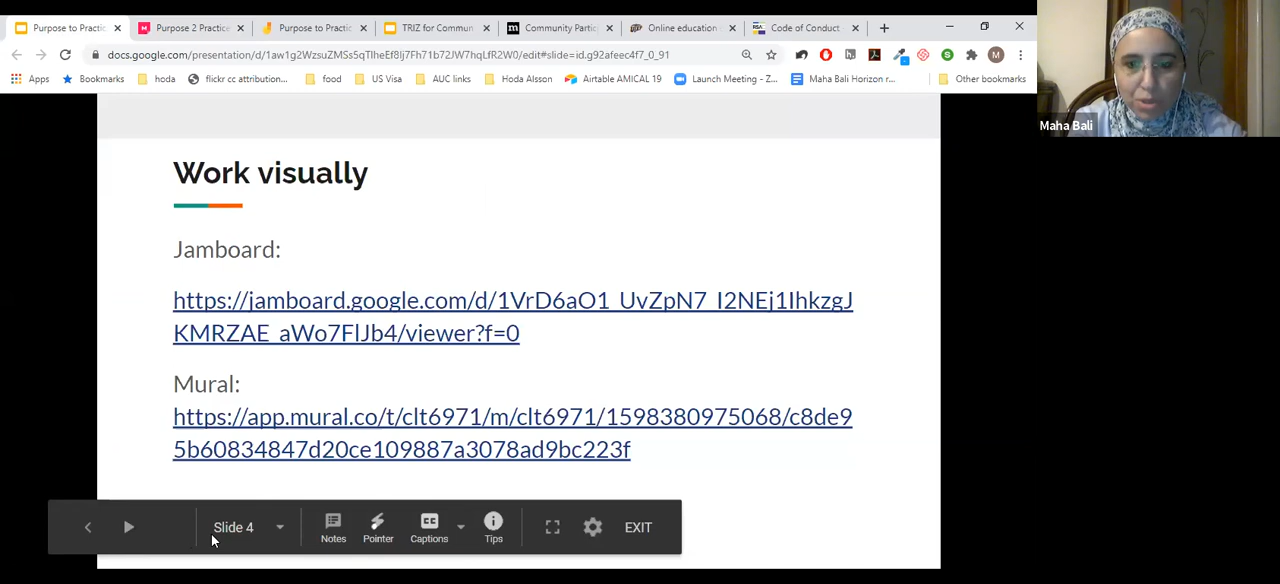 Purpose to Practic
Purpose 2 Practice
Purpose to Practic
TRIZ for Commun
Community Partic
Online education
Code of Conduct
docs.google.com/presentation/d/1aw1g2WzsuZMSs5qTlheEf8Ij7Fh71b72JW7hqLfR2W0/edit#slide=id.g92afeec4f7_0_91
Apps
Bookmarks
hoda
flickr cc attribution...
food
US Visa
AUC links
Hoda Alsson
Airtable AMICAL 19
Launch Meeting - Z...
Maha Bali Horizon r...
Other bookmarks
Maha Bali
Work visually
Jamboard:
https://jamboard.google.com/d/1VrD6aO1_UvZpN7_I2NEj1IhkzgJ
KMRZAE_aWo7FlJb4/viewer?f=0
Mural:
https://app.mural.co/t/clt6971/m/clt6971/1598380975068/c8de9
5b60834847d20ce109887a3078ad9bc223f
Slide 4
Notes
Pointer
CC
Captions
Tips
EXIT